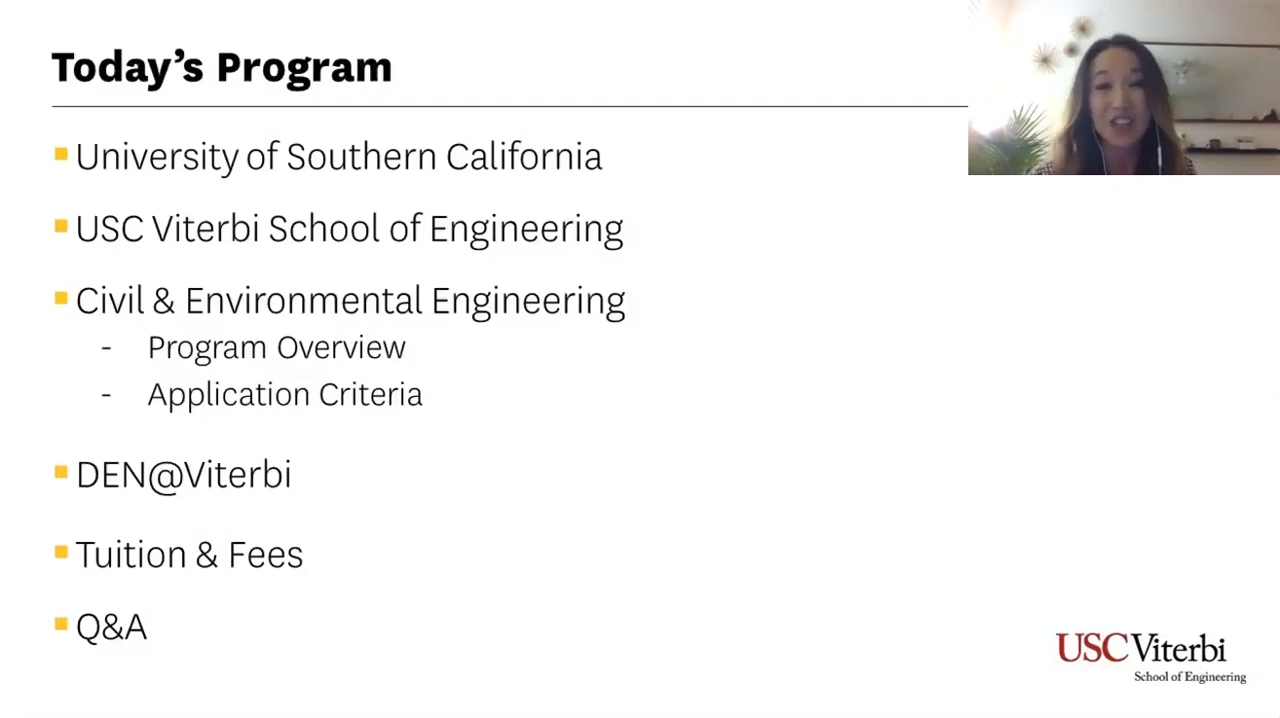 Today’s Program
University of Southern California
USC Viterbi School of Engineering
Civil & Environmental Engineering
- Program Overview
- Application Criteria
DEN@Viterbi
Tuition & Fees
Q&A
USC Viterbi
School of Engineering